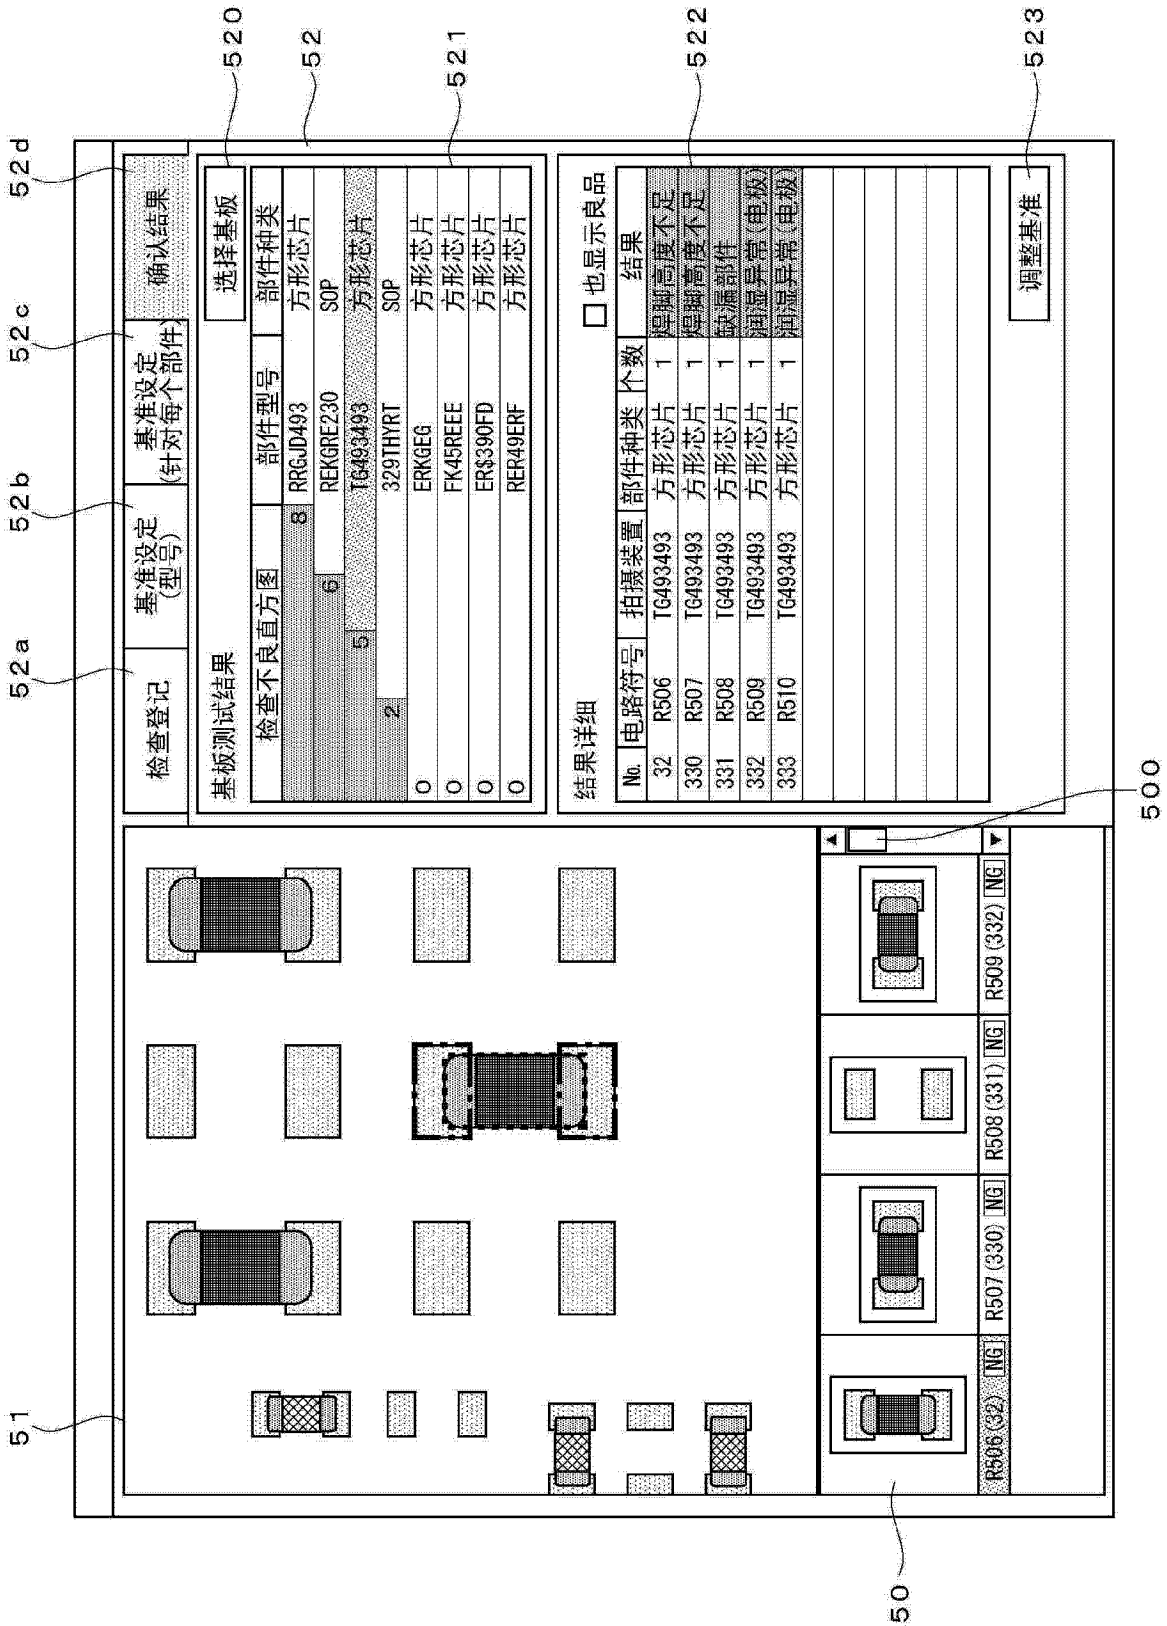 51
52a
52b
52c
52d
520
52
521
522
523
检查登记
基准设定
(型号)
基准设定
(针对每个部件)
确认结果
基板测试结果
选择基板
检查不良直方图 部件型号 部件种类
8 RRGJD493 方形芯片
6 REKGRE230 SOP
5 TG493493 方形芯片
2 329THYRT SOP
0 ERKGEG 方形芯片
0 FK45REEE 方形芯片
0 ER$390FD 方形芯片
0 RER49ERF 方形芯片
结果详细
也显示良品
No. 电路符号 拍摄装置 部件种类 个数 结果
32 R506 TG493493 方形芯片 1 焊脚高度不足
330 R507 TG493493 方形芯片 1 焊脚高度不足
331 R508 TG493493 方形芯片 1 缺漏部件
332 R509 TG493493 方形芯片 1 润湿异常(电极)
333 R510 TG493493 方形芯片 1 润湿异常(电极)
调整基准
R506(32) NG
R507(330) NG
R508(331) NG
R509(332) NG
50
500